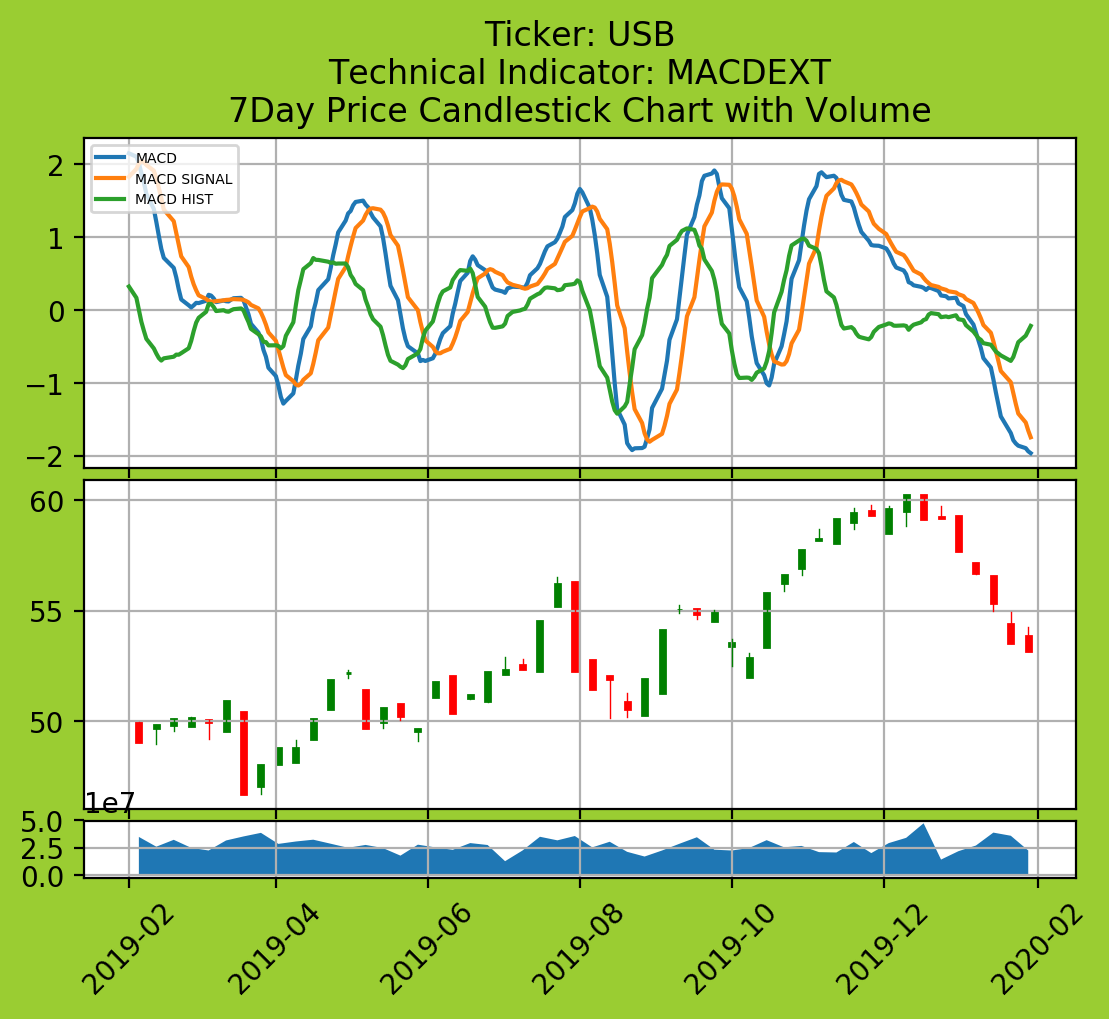 Ticker: USB
Technical Indicator: MACDEXT
7Day Price Candlestick Chart with Volume
MACD
MACD SIGNAL
MACD HIST
2
1
0
−1
−2
60
55
50
1e7
5.0
2.5
0.0
2019-02
2019-04
2019-06
2019-08
2019-10
2019-12
2020-02